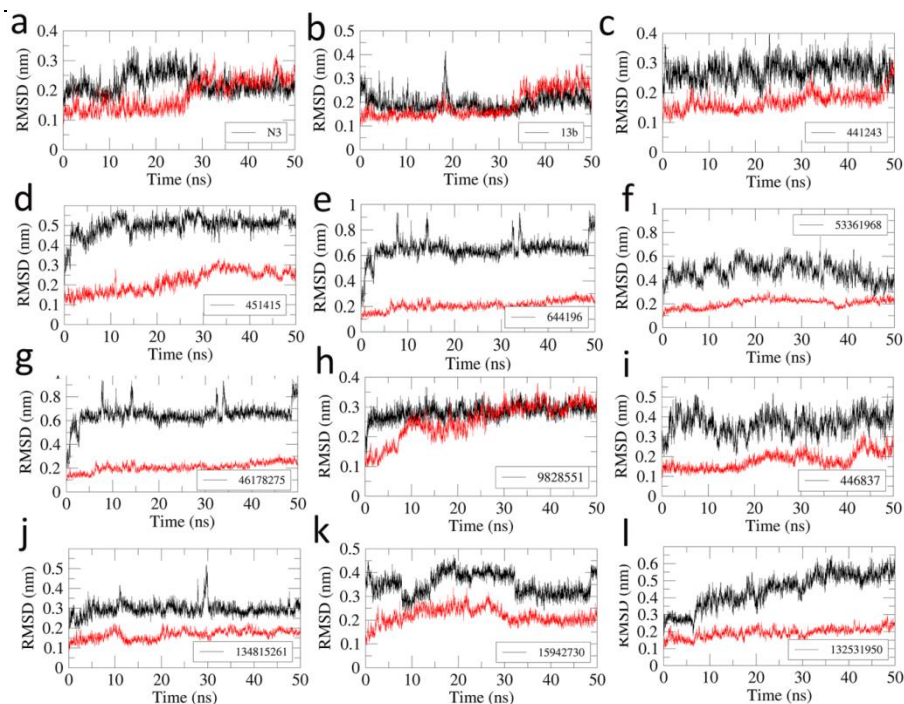 a
RMSD (nm)
0.4
0.3
0.2
0.1
0
N3
0 10 20 30 40 50
Time (ns)
b
RMSD (nm)
0.4
0.3
0.2
0.1
0
13b
0 10 20 30 40 50
Time (ns)
c
RMSD (nm)
0.4
0.3
0.2
0.1
0
441243
0 10 20 30 40 50
Time (ns)
d
RMSD (nm)
0.5
0.4
0.3
0.2
0.1
0
451415
0 10 20 30 40 50
Time (ns)
e
RMSD (nm)
1
0.8
0.6
0.4
0.2
0
644196
0 10 20 30 40 50
Time (ns)
f
RMSD (nm)
1
0.8
0.6
0.4
0.2
0
53361968
0 10 20 30 40 50
Time (ns)
g
RMSD (nm)
0.8
0.6
0.4
0.2
0
46178275
0 10 20 30 40 50
Time (ns)
h
RMSD (nm)
0.4
0.3
0.2
0.1
0
9828551
0 10 20 30 40 50
Time (ns)
i
RMSD (nm)
0.6
0.5
0.4
0.3
0.2
0.1
0
446837
0 10 20 30 40 50
Time (ns)
j
RMSD (nm)
0.6
0.5
0.4
0.3
0.2
0.1
0
134815261
0 10 20 30 40 50
Time (ns)
k
RMSD (nm)
0.5
0.4
0.3
0.2
0.1
0
15942730
0 10 20 30 40 50
Time (ns)
l
RMSD (nm)
0.6
0.5
0.4
0.3
0.2
0.1
0
132531950
0 10 20 30 40 50
Time (ns)